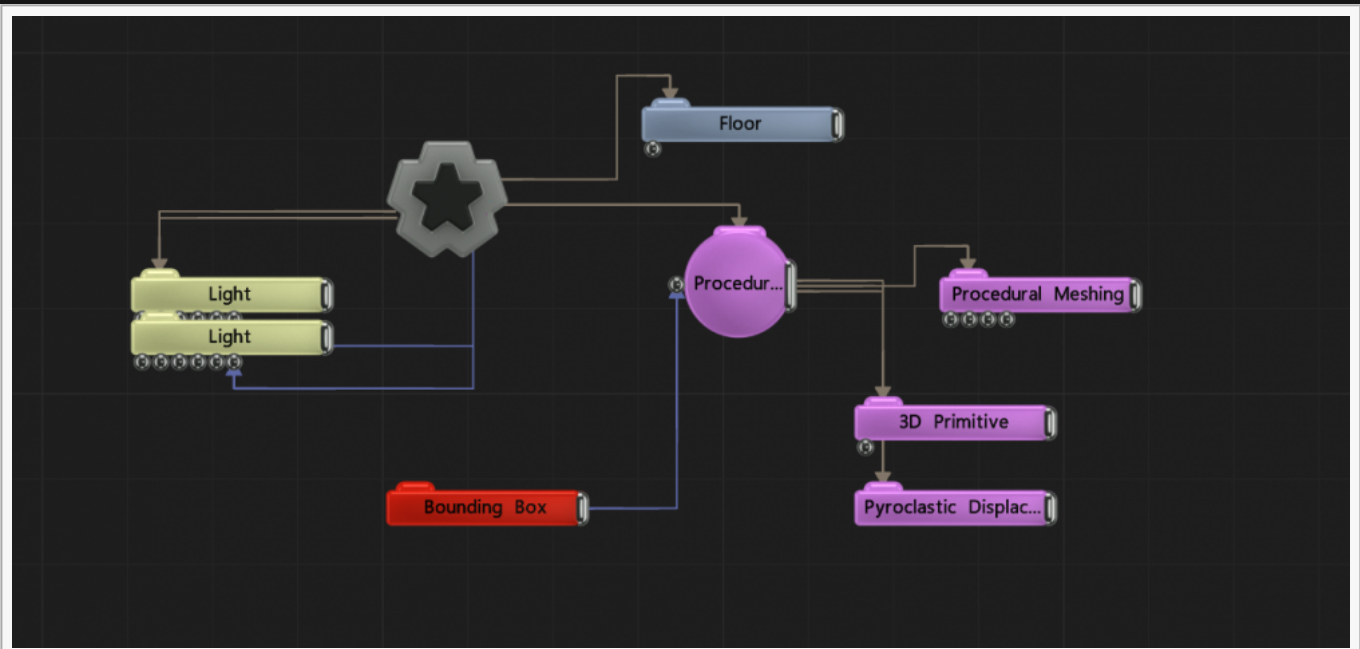 Floor
Procedur...
Light
Procedural Meshing
Light
3D Primitive
Bounding Box
Pyroclastic Displac...